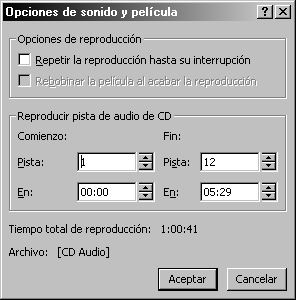 Opciones de sonido y película
Opciones de reproducción
Repetir la reproducción hasta su interrupción
Rebobinar la película al acabar la reproducción
Reproducir pista de audio de CD
Comienzo: Fin:
Pista: 1 Pista: 12
En: 00:00 En: 05:29
Tiempo total de reproducción: 1:00:41
Archivo: [CD Audio]
Aceptar Cancelar